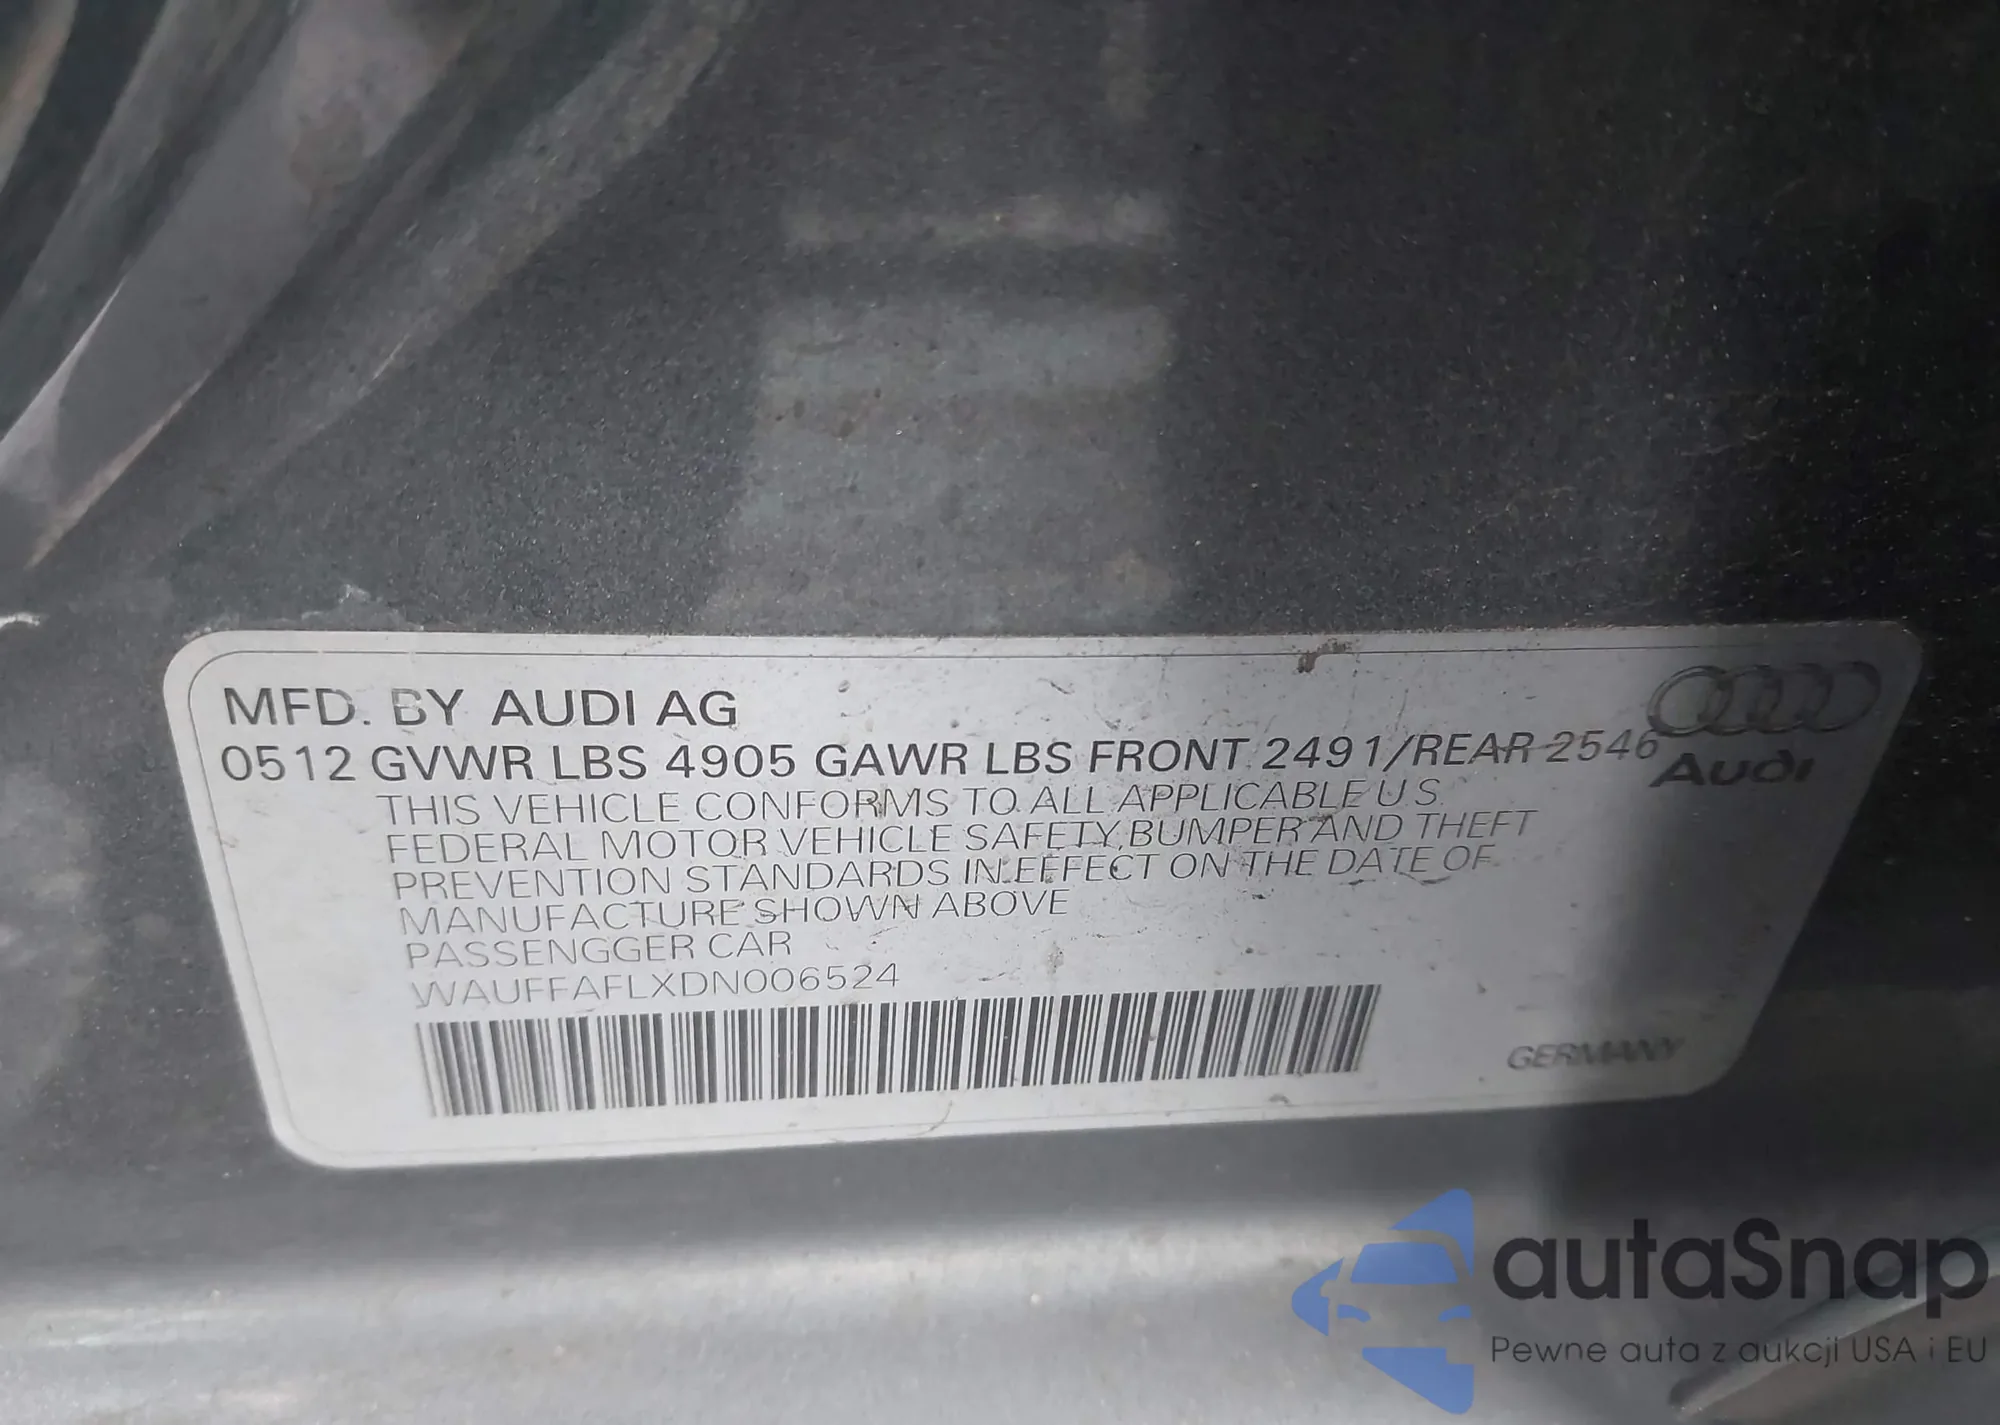 MFD. BY AUDI AG
0512 GVWR LBS 4905 GAWR LBS FRONT 2491/REAR 2546
Audi
THIS VEHICLE CONFORMS TO ALL APPLICABLE U S
FEDERAL MOTOR VEHICLE SAFETY, BUMPER AND THEFT
PREVENTION STANDARDS IN EFFECT ON THE DATE OF
MANUFACTURE SHOWN ABOVE
PASSENGGER CAR
WAUFFAFLXDN006524
GERMANY
autaSnap
Pewne auta z aukcji USA i EU